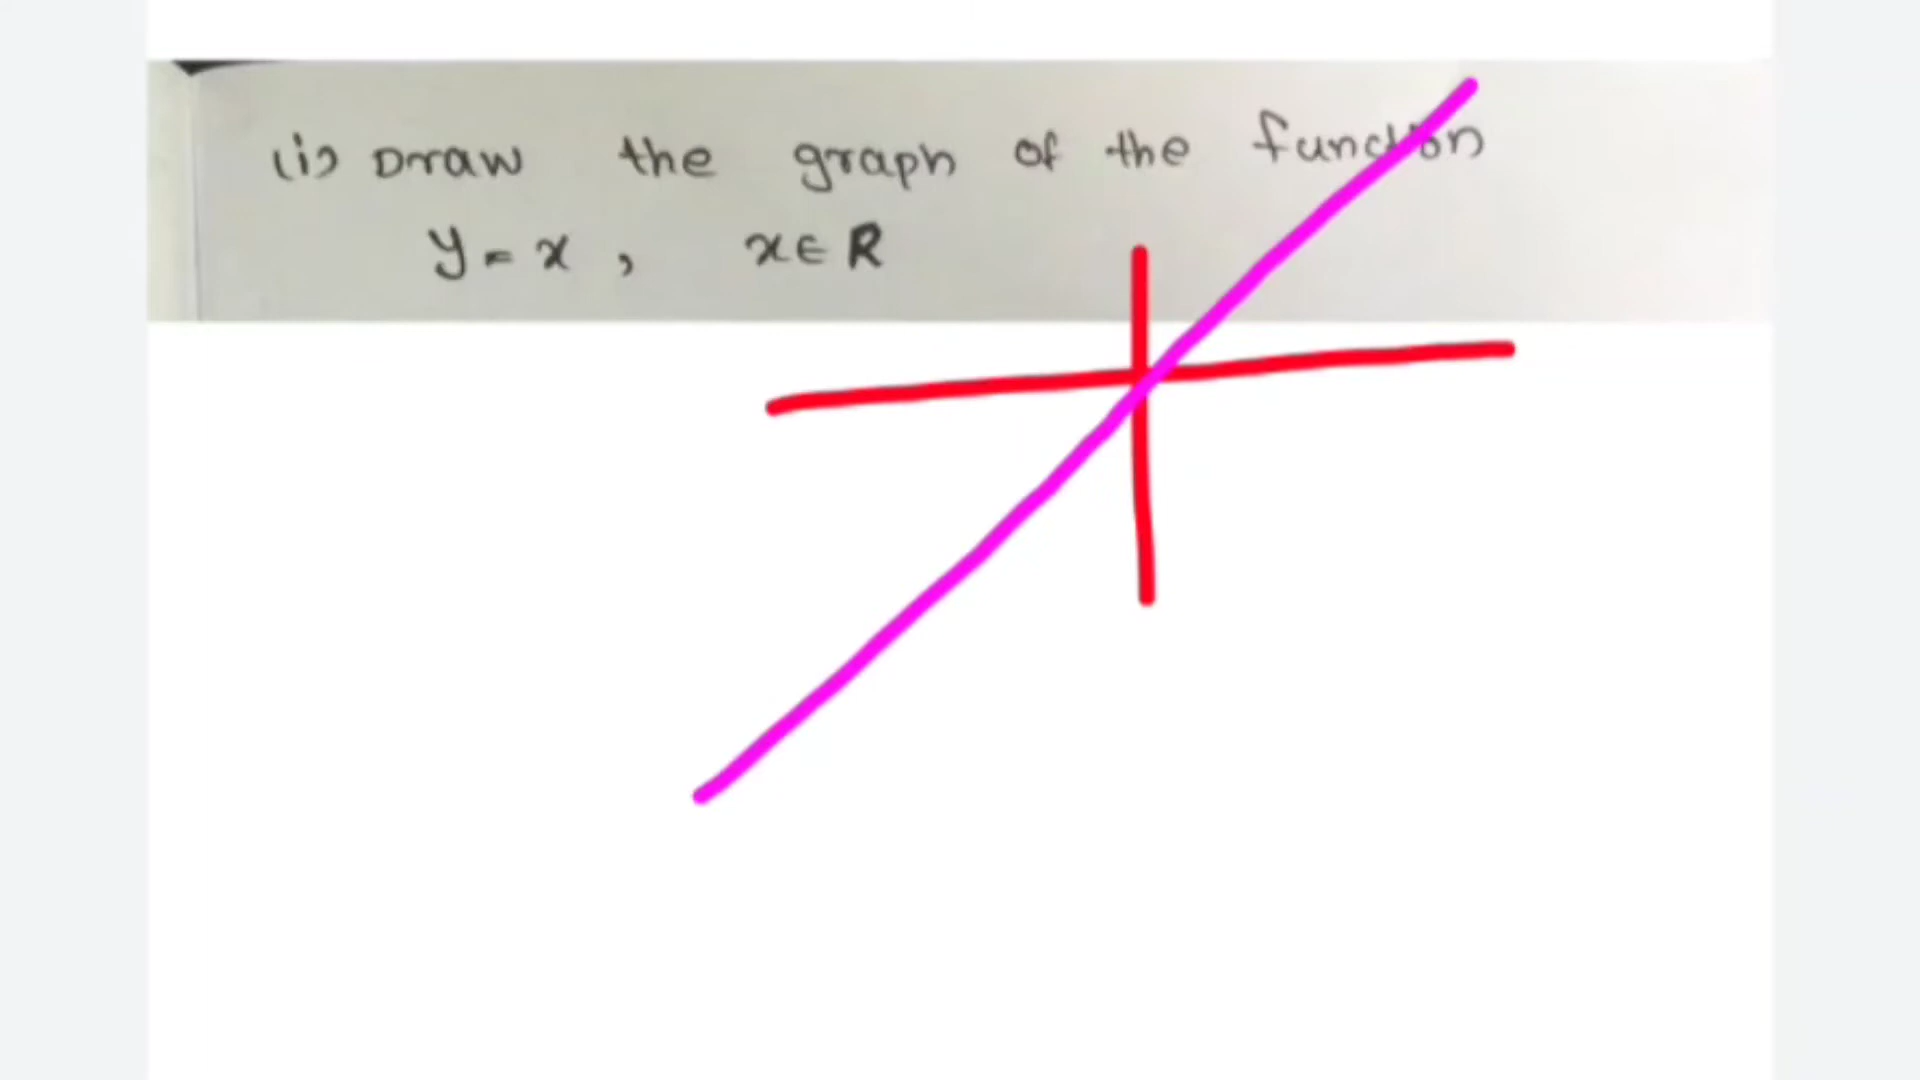 (i) Draw the graph of the function
y = x , x ∈ R